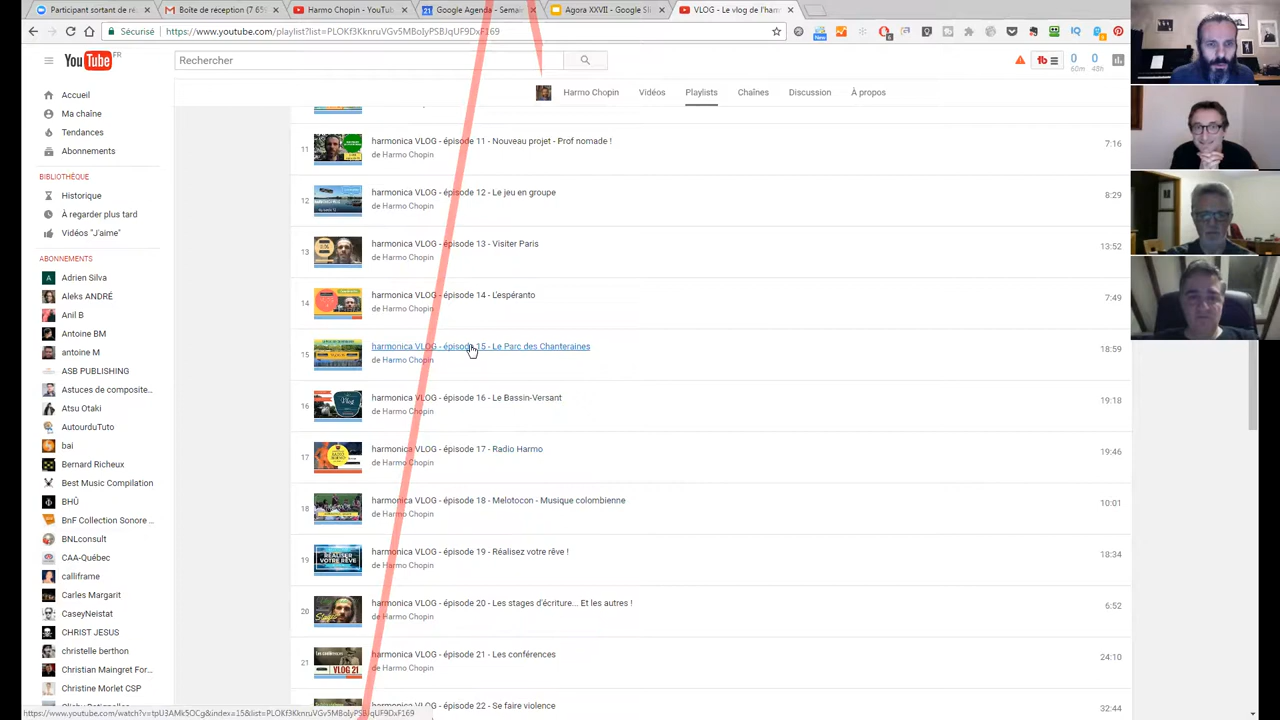 Participant sortant de ré
Boîte de réception (7 65
Harmo Chopin - YouTub
Google Agenda - Semai
Agora XXVII - Google Sl
VLOG - Le vlog de l'harm
Sécurisé
https://www.youtube.com/playlist?list=
YouTube FR
Rechercher
0 60m
0 48h
Harmo Chopin
Vidéos
Playlists
Chaînes
Discussion
À propos
Accueil
Ma chaîne
Tendances
Abonnements
BIBLIOTHÈQUE
Historique
À regarder plus tard
Vidéos "J'aime"
ABONNEMENTS
Adrien Silva
Aleks ANDRÉ
Anil B
Antoine BM
antoine M
ASB PUBLISHING
Astuces de composite...
Atsu Otaki
AutourduTuto
bai
Bernard Richeux
Best Music Compilation
BHÛ
BnF Collection Sonore ...
BNLconsult
CAA-Québec
calliframe
Carles Margarit
CaseyNeistat
CHRIST JESUS
christelle berthon
Christian Maingret For...
Christine Morlet CSP
11 harmonica VLOG - épisode 11 - Nouveau projet - Prof nomade ! 7:16
de Harmo Chopin
12 harmonica VLOG - épisode 12 - Le jeu en groupe 8:29
de Harmo Chopin
13 harmonica VLOG - épisode 13 - Visiter Paris 13:52
de Harmo Chopin
14 harmonica VLOG - épisode 14 - L'espéranto 7:49
de Harmo Chopin
15 harmonica VLOG - épisode 15 - Le Parc des Chanteraines 18:59
de Harmo Chopin
16 harmonica VLOG - épisode 16 - Le Bassin-Versant 19:18
de Harmo Chopin
17 harmonica VLOG - épisode 17 - Radio Harmo 19:46
de Harmo Chopin
18 harmonica VLOG - épisode 18 - Melotocon - Musique colombienne 10:01
de Harmo Chopin
19 harmonica VLOG - épisode 19 - Réalisez votre rêve ! 18:34
de Harmo Chopin
20 harmonica VLOG - épisode 20 - Les stages d'écriture... Et les autres ! 6:52
de Harmo Chopin
21 harmonica VLOG - épisode 21 - Les conférences 24:10
de Harmo Chopin
VLOG 21
harmonica VLOG - épisode 22 - Se faire violence 32:44